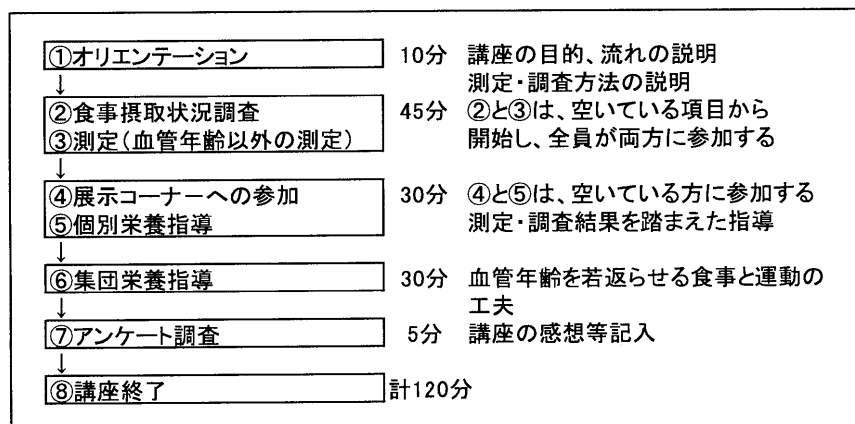 ①オリエンテーション 10分 講座の目的、流れの説明
測定・調査方法の説明
↓
②食事摂取状況調査 45分 ②と③は、空いている項目から
③測定(血管年齢以外の測定) 開始し、全員が両方に参加する
↓
④展示コーナーへの参加 30分 ④と⑤は、空いている方に参加する
⑤個別栄養指導 測定・調査結果を踏まえた指導
↓
⑥集団栄養指導 30分 血管年齢を若返らせる食事と運動の
工夫
↓
⑦アンケート調査 5分 講座の感想等記入
↓
⑧講座終了 計120分